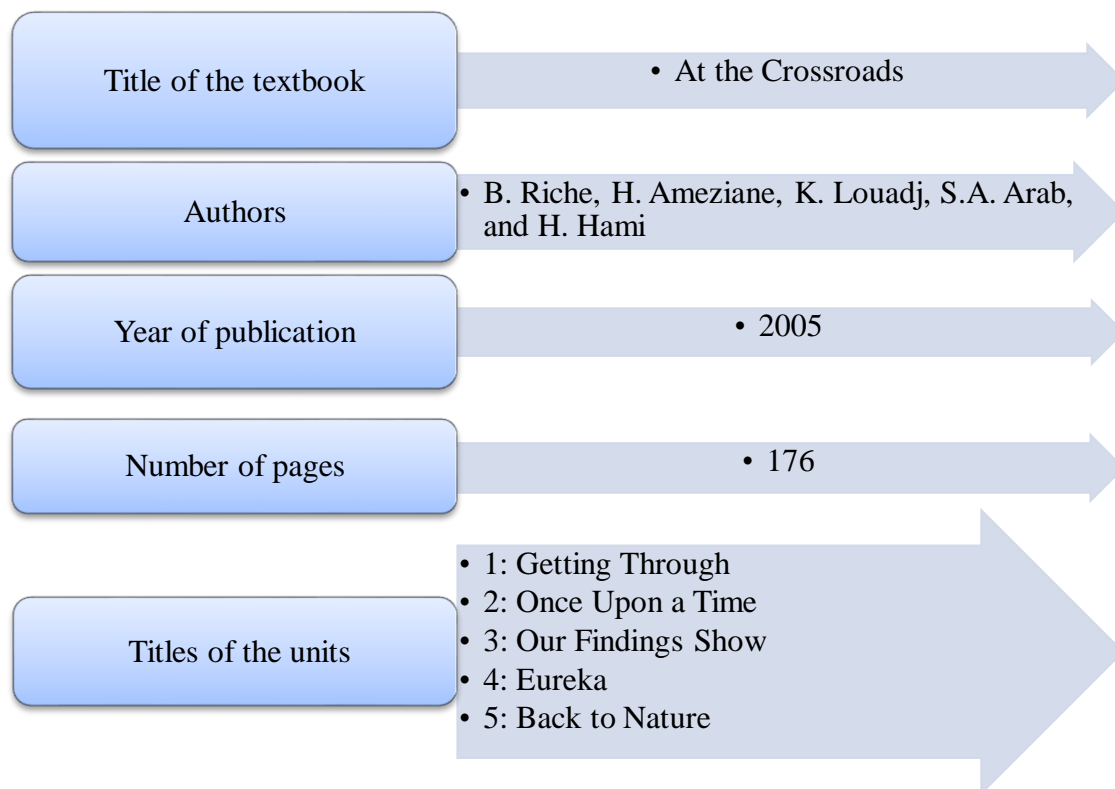 Title of the textbook
• At the Crossroads
Authors
• B. Riche, H. Ameziane, K. Louadj, S.A. Arab,
and H. Hami
Year of publication
• 2005
Number of pages
• 176
Titles of the units
• 1: Getting Through
• 2: Once Upon a Time
• 3: Our Findings Show
• 4: Eureka
• 5: Back to Nature